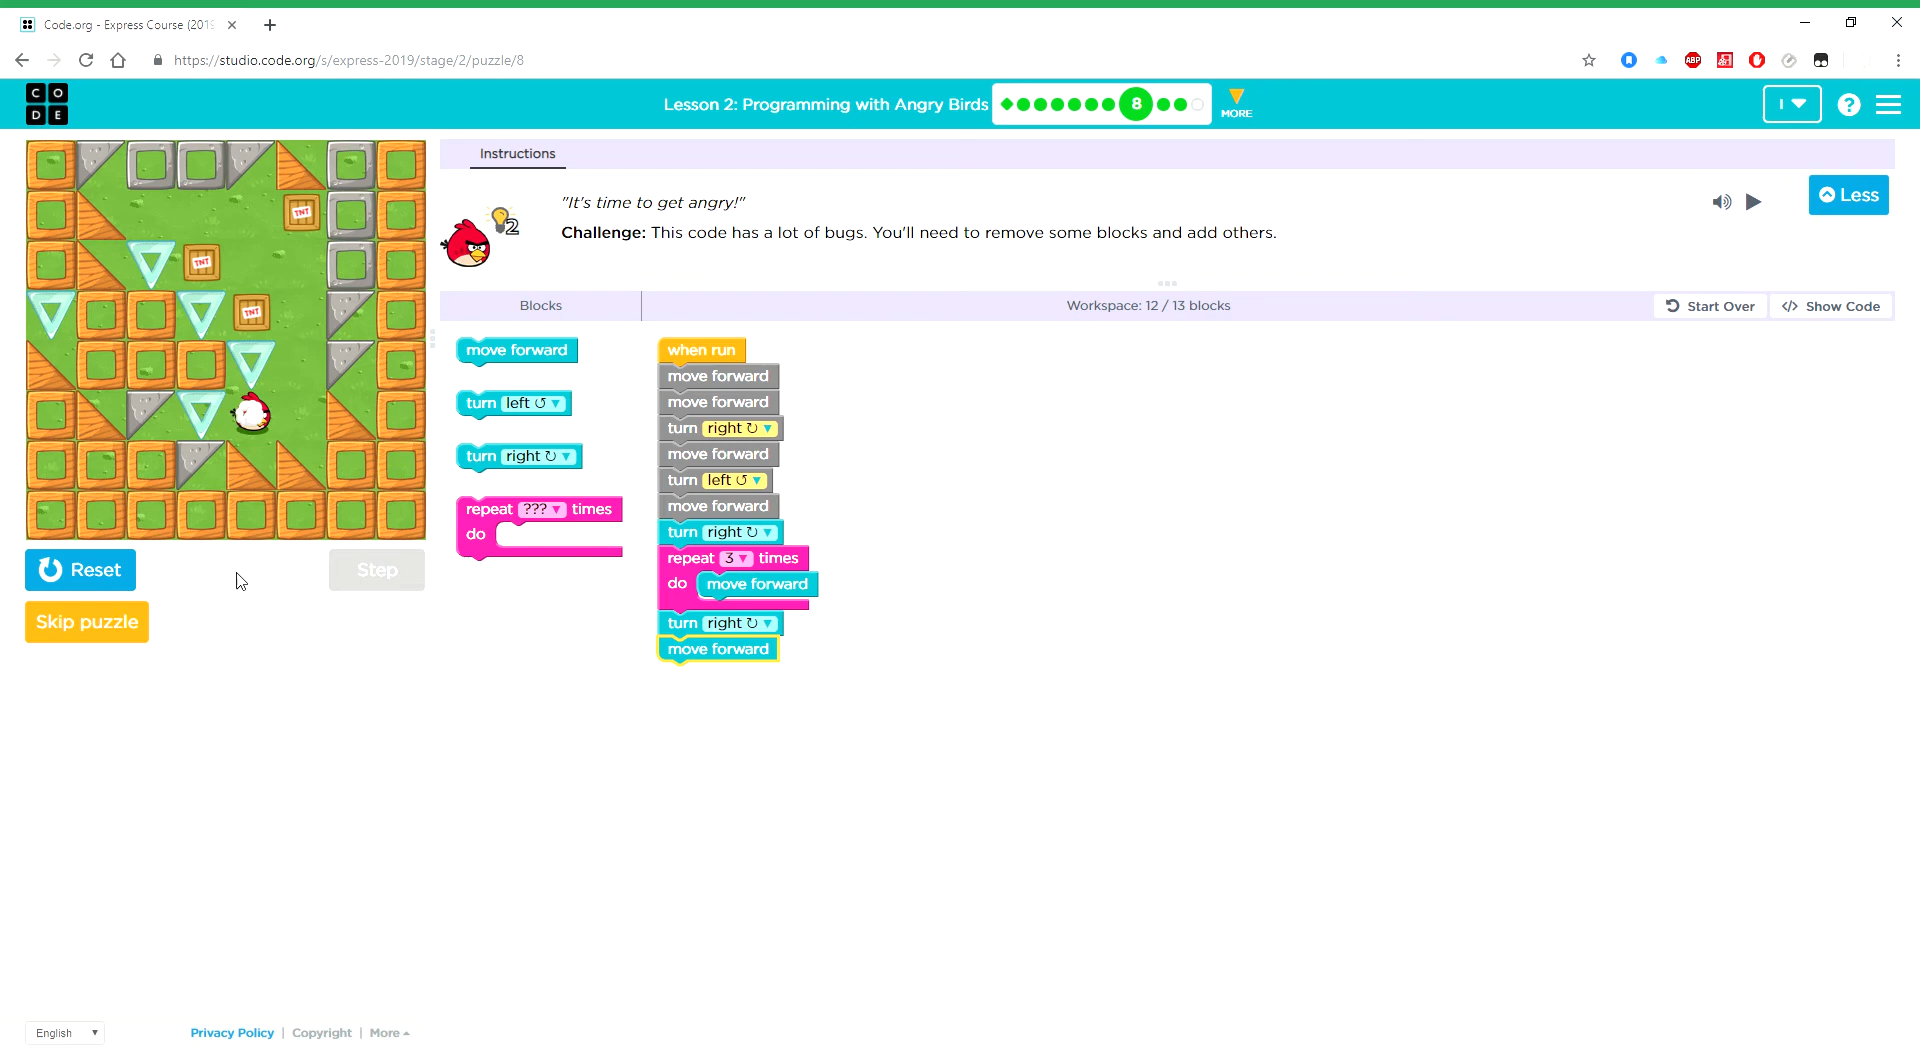 Code.org - Express Course (2019
https://studio.code.org/s/express-2019/stage/2/puzzle/8
ABP
C O
D E
Lesson 2: Programming with Angry Birds
8
MORE
I
?
Instructions
"It's time to get angry!"
Challenge: This code has a lot of bugs. You'll need to remove some blocks and add others.
2
Less
TNT
TNT
TNT
Blocks
Workspace: 12 / 13 blocks
Start Over
</> Show Code
move forward
turn left
turn right
repeat ??? times
do
when run
move forward
move forward
turn right
move forward
turn left
move forward
turn right
repeat 3 times
do move forward
turn right
move forward
Reset
Step
Skip puzzle
English
Privacy Policy | Copyright | More